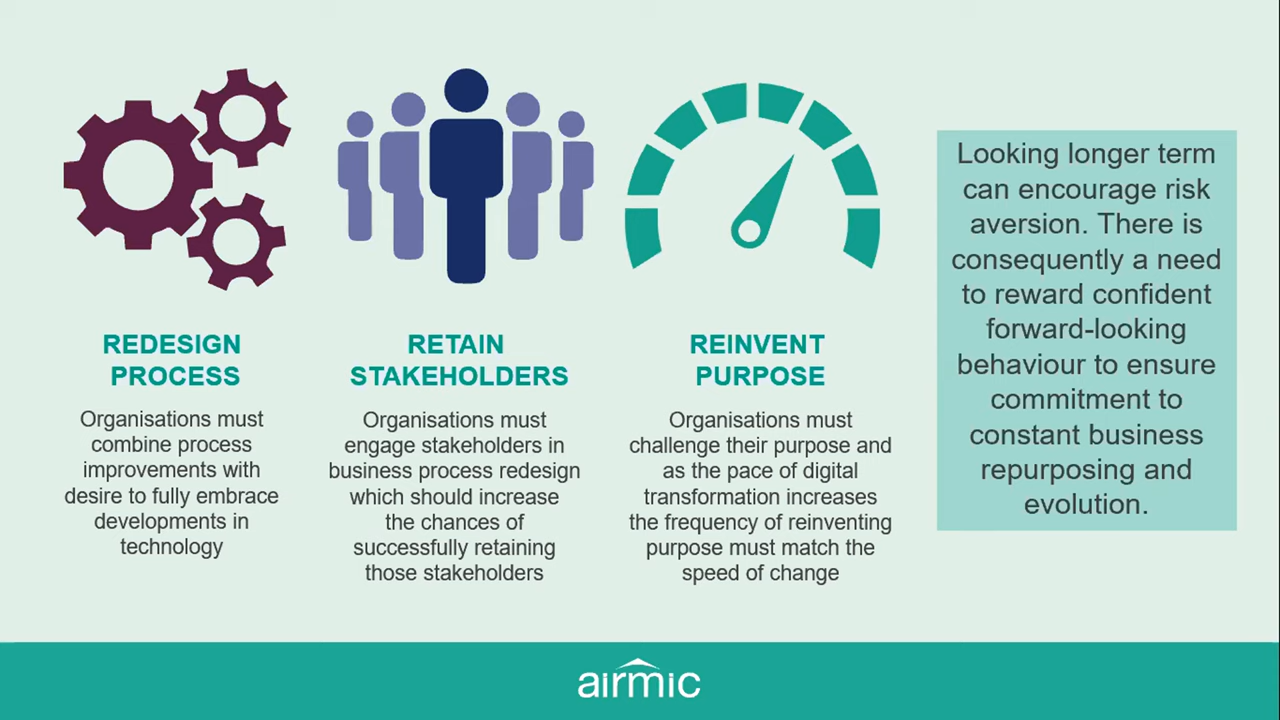 REDESIGN
PROCESS
Organisations must
combine process
improvements with
desire to fully embrace
developments in
technology
RETAIN
STAKEHOLDERS
Organisations must
engage stakeholders in
business process redesign
which should increase
the chances of
successfully retaining
those stakeholders
REINVENT
PURPOSE
Organisations must
challenge their purpose and
as the pace of digital
transformation increases
the frequency of reinventing
purpose must match the
speed of change
Looking longer term
can encourage risk
aversion. There is
consequently a need
to reward confident
forward-looking
behaviour to ensure
commitment to
constant business
repurposing and
evolution.
airmic